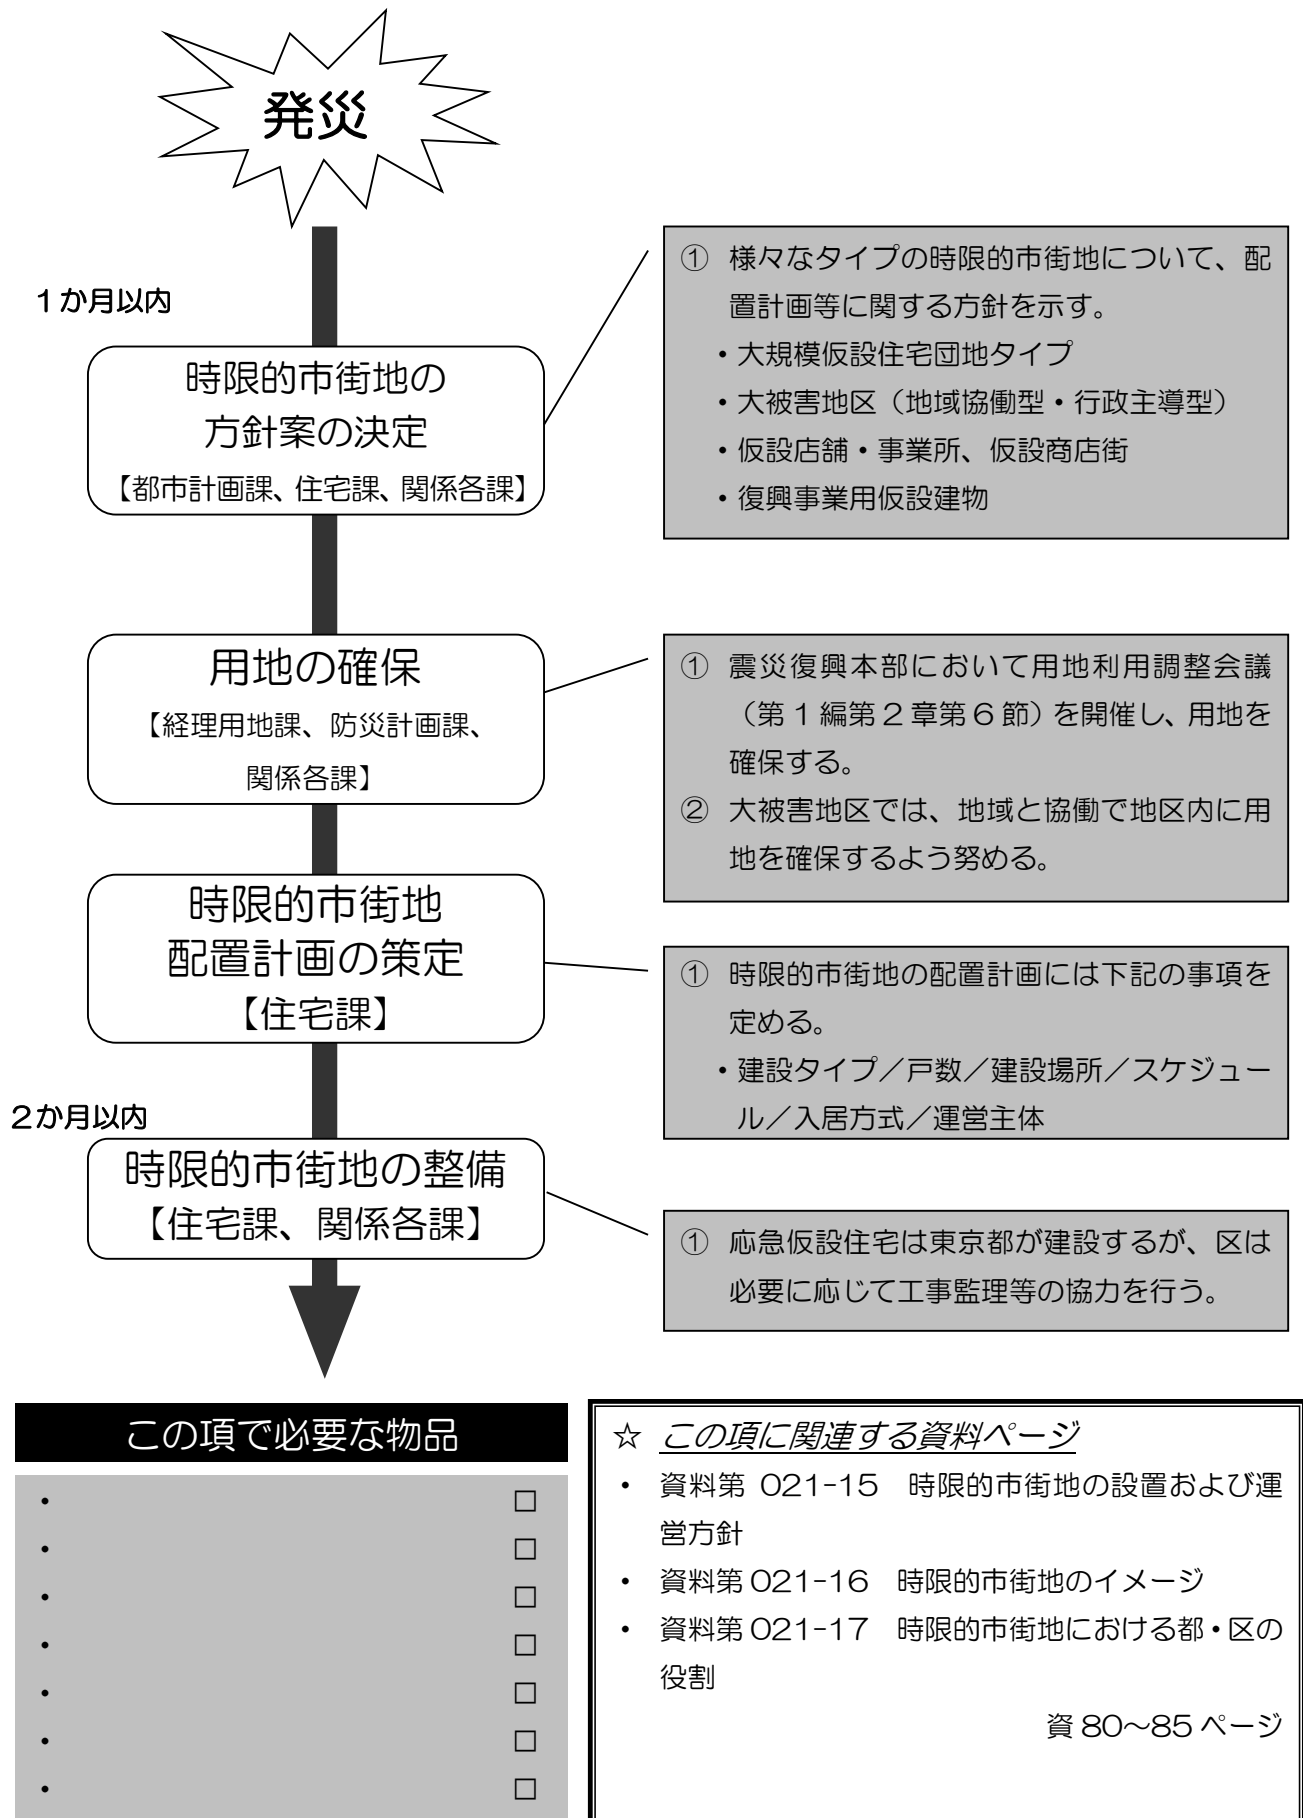 発災
1か月以内
時限的市街地の
方針案の決定
【都市計画課、住宅課、関係各課】
① 様々なタイプの時限的市街地について、配
置計画等に関する方針を示す。
・大規模仮設住宅団地タイプ
・大被害地区（地域協働型・行政主導型）
・仮設店舗・事業所、仮設商店街
・復興事業用仮設建物
用地の確保
【経理用地課、防災計画課、
関係各課】
① 震災復興本部において用地利用調整会議
（第1編第2章第6節）を開催し、用地を
確保する。
② 大被害地区では、地域と協働で地区内に用
地を確保するよう努める。
時限的市街地
配置計画の策定
【住宅課】
① 時限的市街地の配置計画には下記の事項を
定める。
・建設タイプ／戸数／建設場所／スケジュー
ル／入居方式／運営主体
2か月以内
時限的市街地の整備
【住宅課、関係各課】
① 応急仮設住宅は東京都が建設するが、区は
必要に応じて工事監理等の協力を行う。
この項で必要な物品
・ □
・ □
・ □
・ □
・ □
・ □
・ □
☆ この項に関連する資料ページ
・ 資料第 021-15 時限的市街地の設置および運
営方針
・ 資料第 021-16 時限的市街地のイメージ
・ 資料第 021-17 時限的市街地における都・区の
役割
資 80～85 ページ